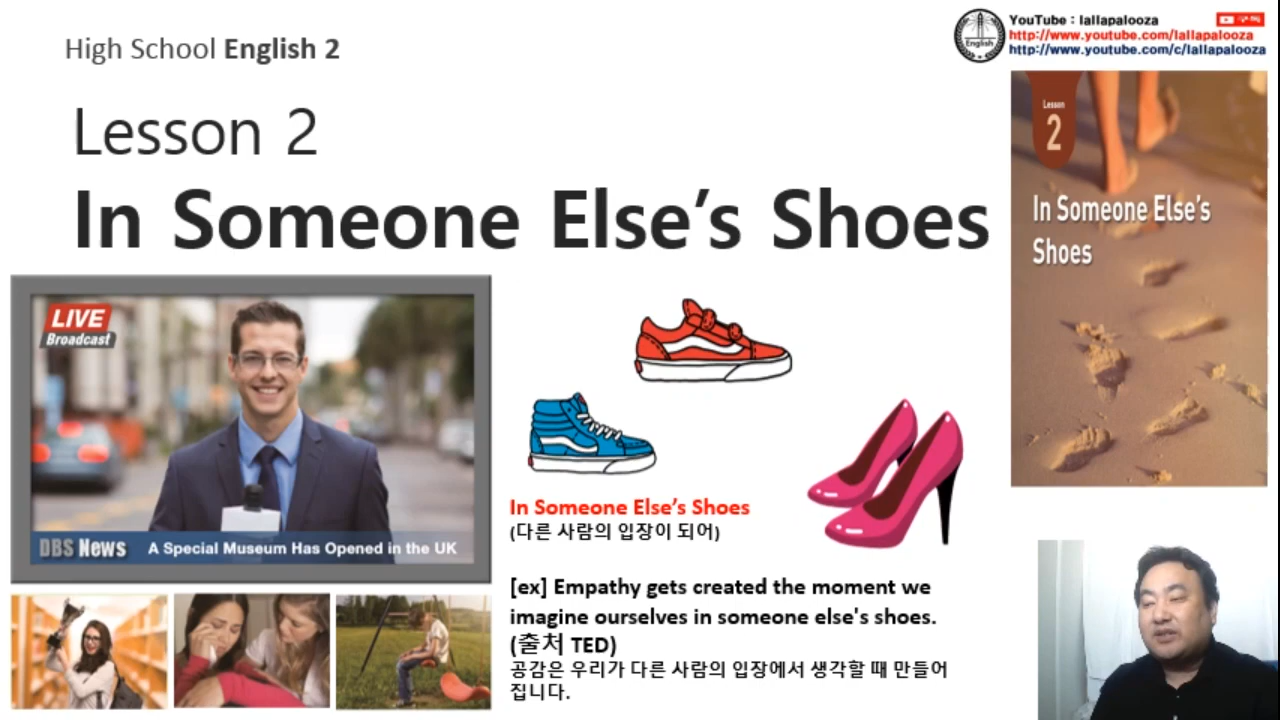 High School English 2
YouTube : lallapalooza
http://www.youtube.com/lallapalooza
http://www.youtube.com/c/lallapalooza
English
Lesson 2
In Someone Else's Shoes
Lesson
2
In Someone Else's
Shoes
LIVE
Broadcast
DBS News A Special Museum Has Opened in the UK
In Someone Else's Shoes
(다른 사람의 입장이 되어)
[ex] Empathy gets created the moment we
imagine ourselves in someone else's shoes.
(출처 TED)
공감은 우리가 다른 사람의 입장에서 생각할 때 만들어
집니다.